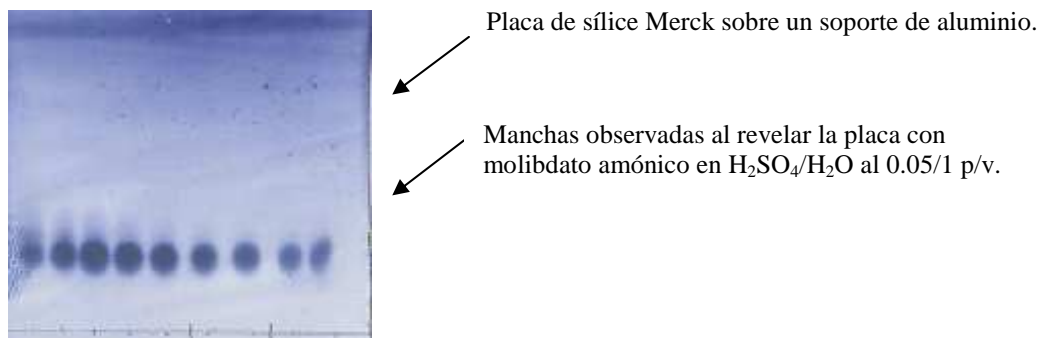 Placa de sílice Merck sobre un soporte de aluminio.
Manchas observadas al revelar la placa con
molibdato amónico en H₂SO₄/H₂O al 0.05/1 p/v.